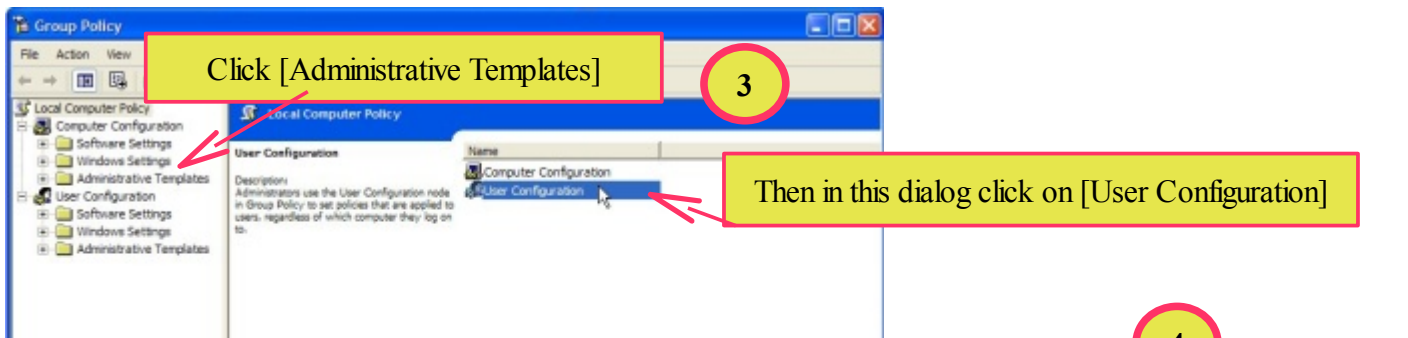 Group Policy
File Action View
Click [Administrative Templates]
3
Local Computer Policy
Computer Configuration
Software Settings
Windows Settings
Administrative Templates
User Configuration
Software Settings
Windows Settings
Administrative Templates
Local Computer Policy
User Configuration
Description:
Administrators use the User Configuration node
in Group Policy to set policies that are applied to
users, regardless of which computer they log on
to.
Name
Computer Configuration
User Configuration
Then in this dialog click on [User Configuration]